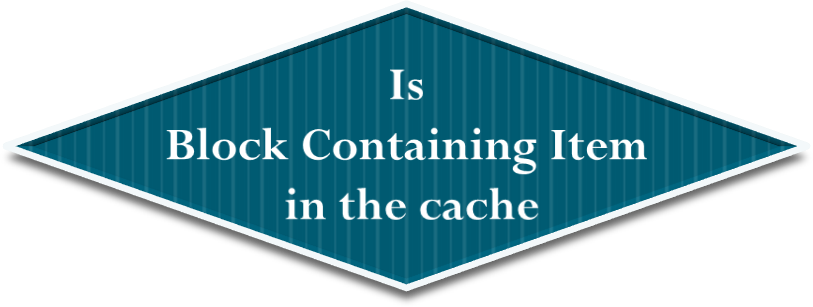 Is
Block Containing Item
in the cache